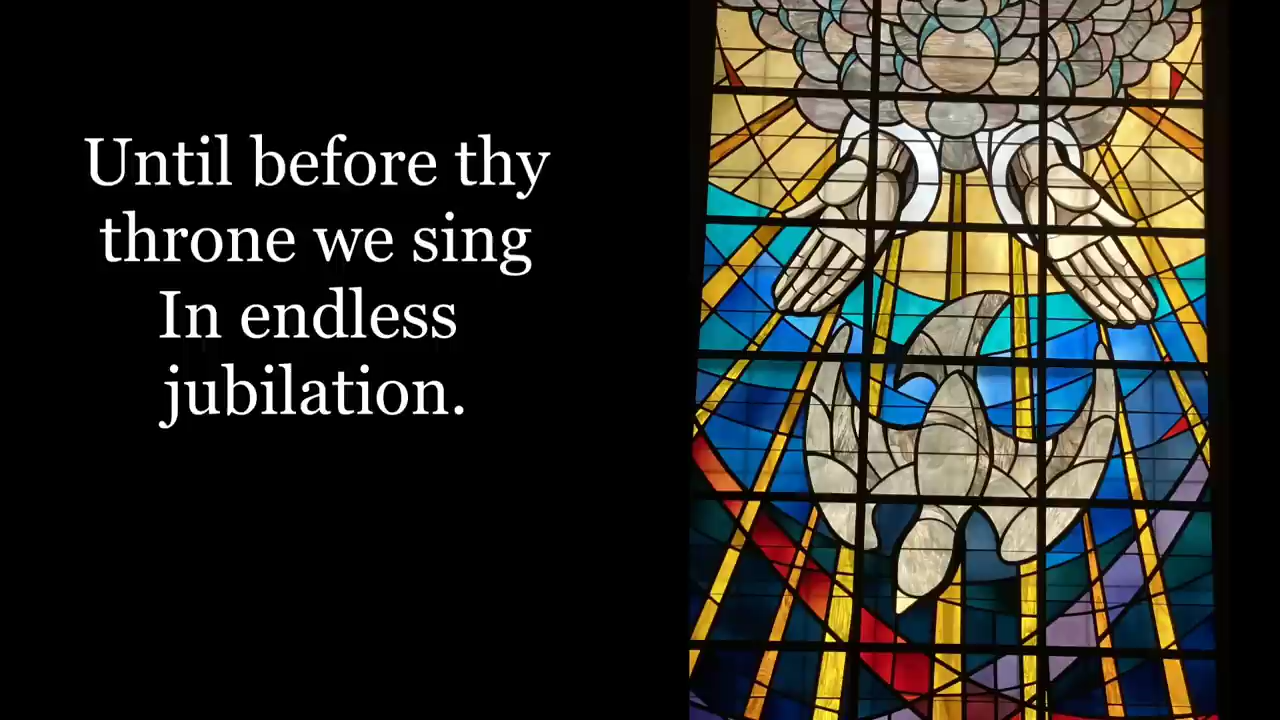 Until before thy
throne we sing
In endless
jubilation.